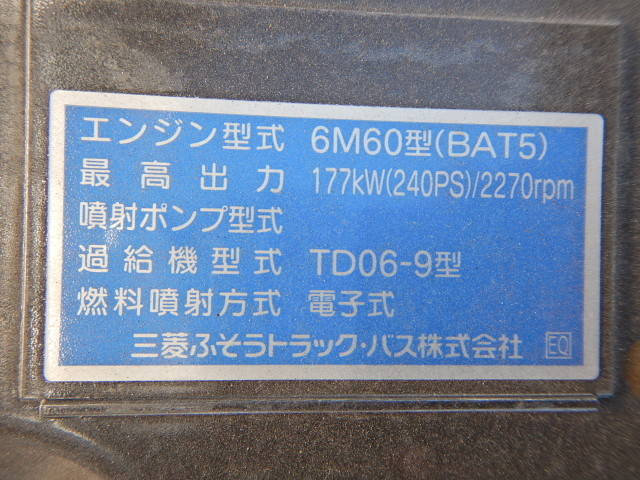 エンジン型式 6M60型(BAT5)
最高出力 177kW(240PS)/2270rpm
噴射ポンプ型式
過給機型式 TD06-9型
燃料噴射方式 電子式
三菱ふそうトラック・バス株式会社 EQ